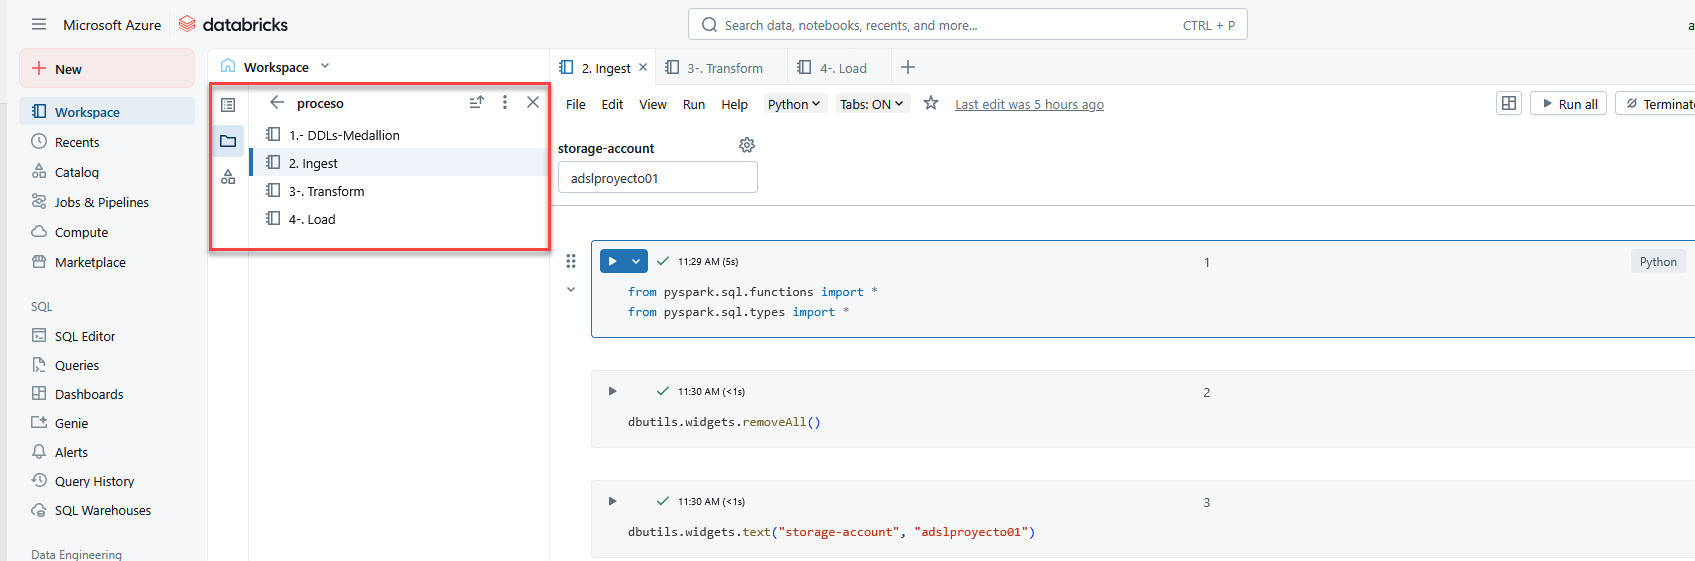 Microsoft Azure databricks
Search data, notebooks, recents, and more... CTRL + P
a
New
Workspace
Recents
Catalog
Jobs & Pipelines
Compute
Marketplace
SQL
SQL Editor
Queries
Dashboards
Genie
Alerts
Query History
SQL Warehouses
Data Engineering
Workspace
proceso
1.- DDLs-Medallion
2. Ingest
3-. Transform
4-. Load
2. Ingest 3-. Transform 4-. Load
File Edit View Run Help Python Tabs: ON Last edit was 5 hours ago Run all Terminate
storage-account
adslproyecto01
11:29 AM (5s) 1 Python
from pyspark.sql.functions import *
from pyspark.sql.types import *
11:30 AM (<1s) 2
dbutils.widgets.removeAll()
11:30 AM (<1s) 3
dbutils.widgets.text("storage-account", "adslproyecto01")